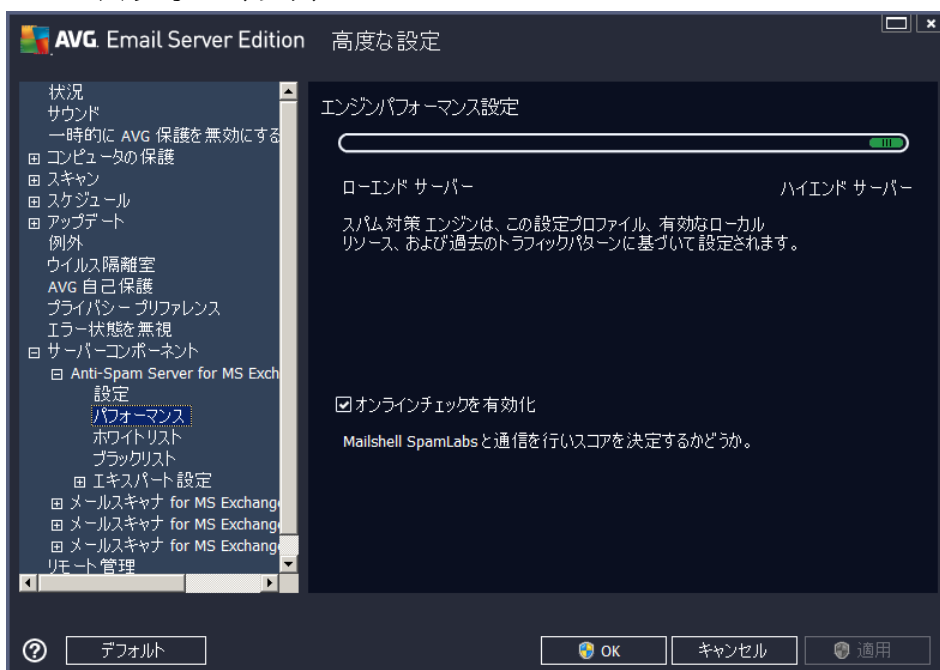 AVG. Email Server Edition 高度な設定
状況
サウンド
一時的に AVG 保護を無効にする
コンピュータの保護
スキャン
スケジュール
アップデート
例外
ウイルス隔離室
AVG 自己保護
プライバシー プリファレンス
エラー状態を無視
サーバーコンポーネント
Anti-Spam Server for MS Exch
設定
パフォーマンス
ホワイトリスト
ブラックリスト
エキスパート設定
メールスキャナ for MS Exchang
メールスキャナ for MS Exchang
メールスキャナ for MS Exchang
リモート管理
エンジンパフォーマンス設定
ローエンド サーバー ハイエンド サーバー
スパム対策 エンジンは、この設定プロファイル、有効なローカル
リソース、および過去のトラフィックパターンに基づいて設定されます。
オンラインチェックを有効化
Mailshell SpamLabsと通信を行いスコアを決定するかどうか。
デフォルト OK キャンセル 適用